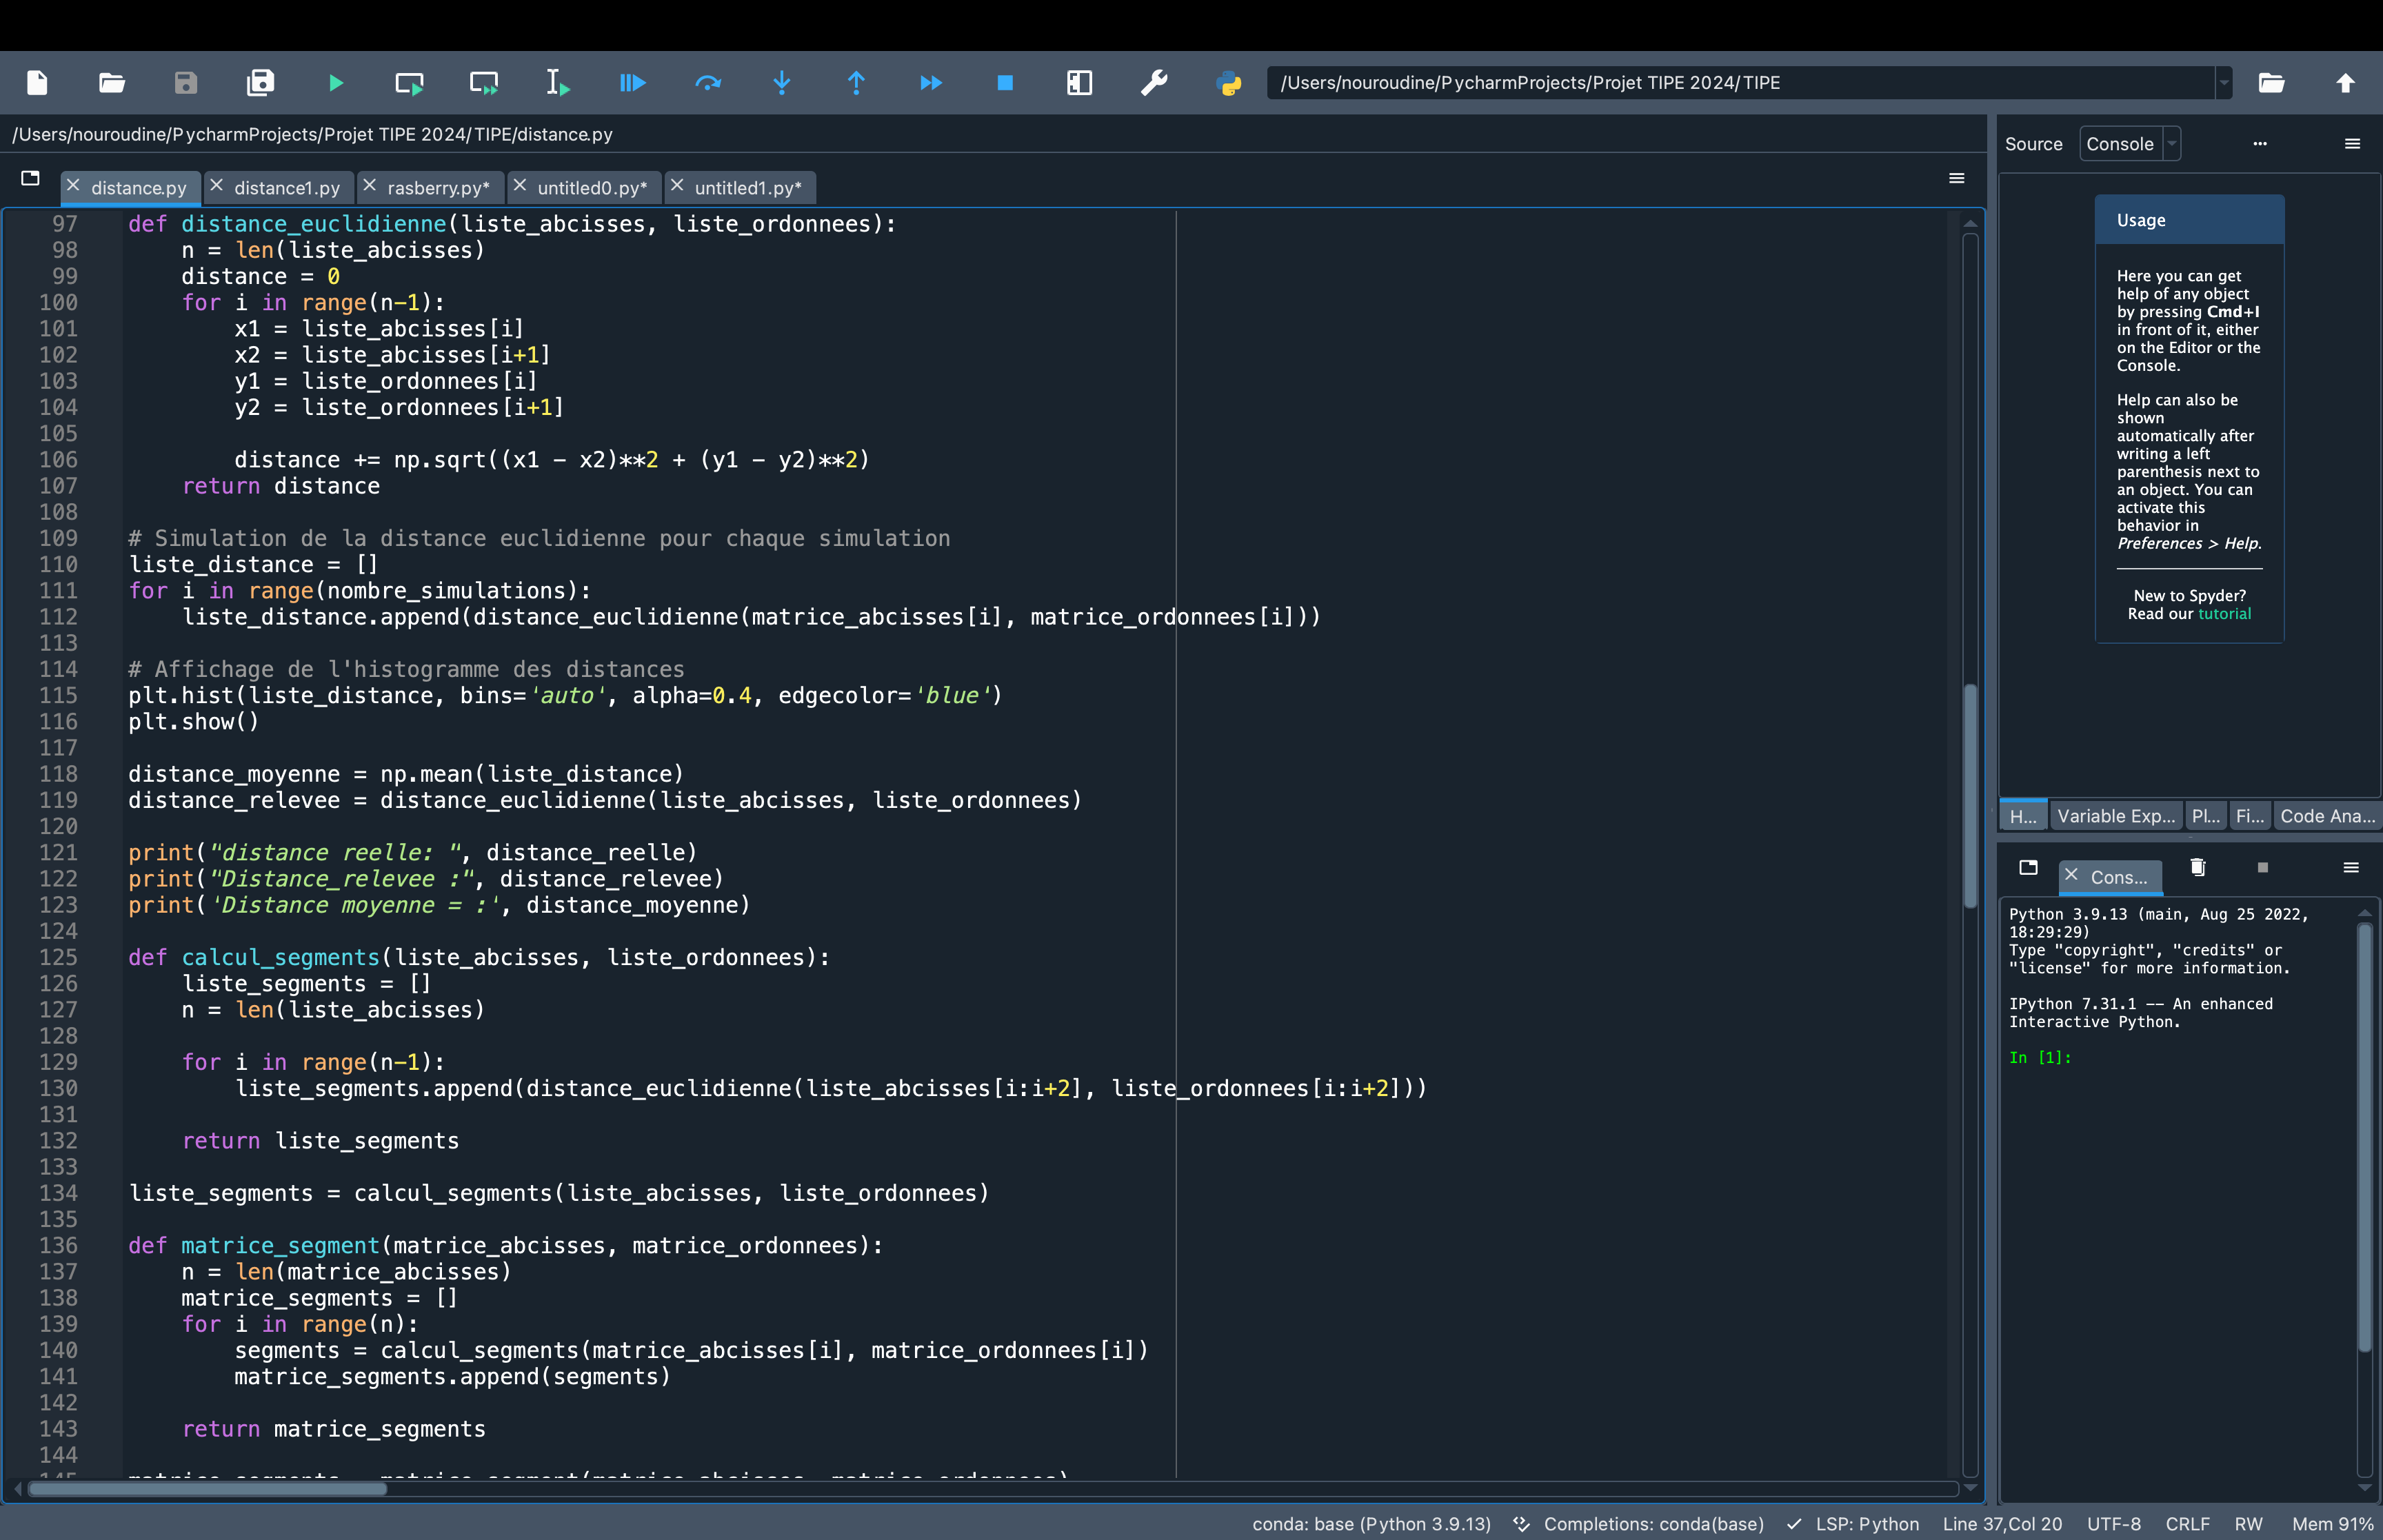 /Users/nouroudine/PycharmProjects/Projet TIPE 2024/TIPE
/Users/nouroudine/PycharmProjects/Projet TIPE 2024/TIPE/distance.py
distance.py
distance1.py
rasberry.py*
untitled0.py*
untitled1.py*
97 def distance_euclidienne(liste_abcisses, liste_ordonnees):
98     n = len(liste_abcisses)
99     distance = 0
100     for i in range(n-1):
101         x1 = liste_abcisses[i]
102         x2 = liste_abcisses[i+1]
103         y1 = liste_ordonnees[i]
104         y2 = liste_ordonnees[i+1]
105
106         distance += np.sqrt((x1 - x2)**2 + (y1 - y2)**2)
107     return distance
108
109 # Simulation de la distance euclidienne pour chaque simulation
110 liste_distance = []
111 for i in range(nombre_simulations):
112     liste_distance.append(distance_euclidienne(matrice_abcisses[i], matrice_ordonnees[i]))
113
114 # Affichage de l'histogramme des distances
115 plt.hist(liste_distance, bins='auto', alpha=0.4, edgecolor='blue')
116 plt.show()
117
118 distance_moyenne = np.mean(liste_distance)
119 distance_relevee = distance_euclidienne(liste_abcisses, liste_ordonnees)
120
121 print("distance reelle: ", distance_reelle)
122 print("Distance_relevee :", distance_relevee)
123 print('Distance moyenne = :', distance_moyenne)
124
125 def calcul_segments(liste_abcisses, liste_ordonnees):
126     liste_segments = []
127     n = len(liste_abcisses)
128
129     for i in range(n-1):
130         liste_segments.append(distance_euclidienne(liste_abcisses[i:i+2], liste_ordonnees[i:i+2]))
131
132     return liste_segments
133
134 liste_segments = calcul_segments(liste_abcisses, liste_ordonnees)
135
136 def matrice_segment(matrice_abcisses, matrice_ordonnees):
137     n = len(matrice_abcisses)
138     matrice_segments = []
139     for i in range(n):
140         segments = calcul_segments(matrice_abcisses[i], matrice_ordonnees[i])
141         matrice_segments.append(segments)
142
143     return matrice_segments
144
145 matrice_segments = matrice_segment(matrice_abcisses, matrice_ordonnees)
Source
Console
Usage
Here you can get
help of any object
by pressing Cmd+I
in front of it, either
on the Editor or the
Console.
Help can also be
shown
automatically after
writing a left
parenthesis next to
an object. You can
activate this
behavior in
Preferences > Help.
New to Spyder?
Read our tutorial
H...
Variable Exp...
Pl...
Fi...
Code Ana...
Cons...
Python 3.9.13 (main, Aug 25 2022,
18:29:29)
Type "copyright", "credits" or
"license" for more information.
IPython 7.31.1 -- An enhanced
Interactive Python.
In [1]:
conda: base (Python 3.9.13)
Completions: conda(base)
LSP: Python
Line 37,Col 20
UTF-8
CRLF
RW
Mem 91%